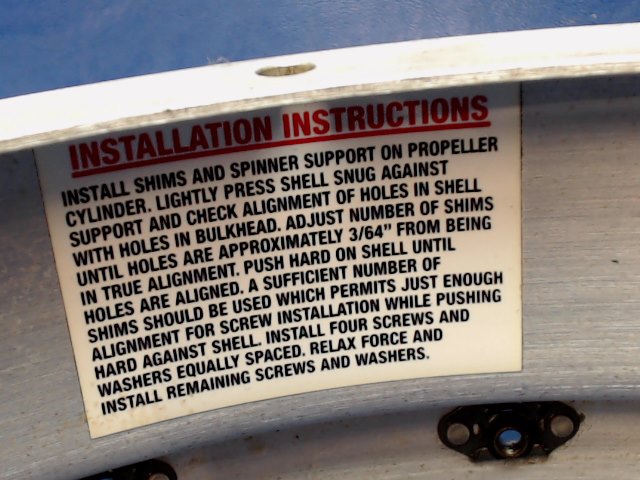 INSTALLATION INSTRUCTIONS
INSTALL SHIMS AND SPINNER SUPPORT ON PROPELLER
CYLINDER. LIGHTLY PRESS SHELL SNUG AGAINST
SUPPORT AND CHECK ALIGNMENT OF HOLES IN SHELL
WITH HOLES IN BULKHEAD. ADJUST NUMBER OF SHIMS
UNTIL HOLES ARE APPROXIMATELY 3/64" FROM BEING
IN TRUE ALIGNMENT. PUSH HARD ON SHELL UNTIL
HOLES ARE ALIGNED. A SUFFICIENT NUMBER OF
SHIMS SHOULD BE USED WHICH PERMITS JUST ENOUGH
ALIGNMENT FOR SCREW INSTALLATION WHILE PUSHING
HARD AGAINST SHELL. INSTALL FOUR SCREWS AND
WASHERS EQUALLY SPACED. RELAX FORCE AND
INSTALL REMAINING SCREWS AND WASHERS.